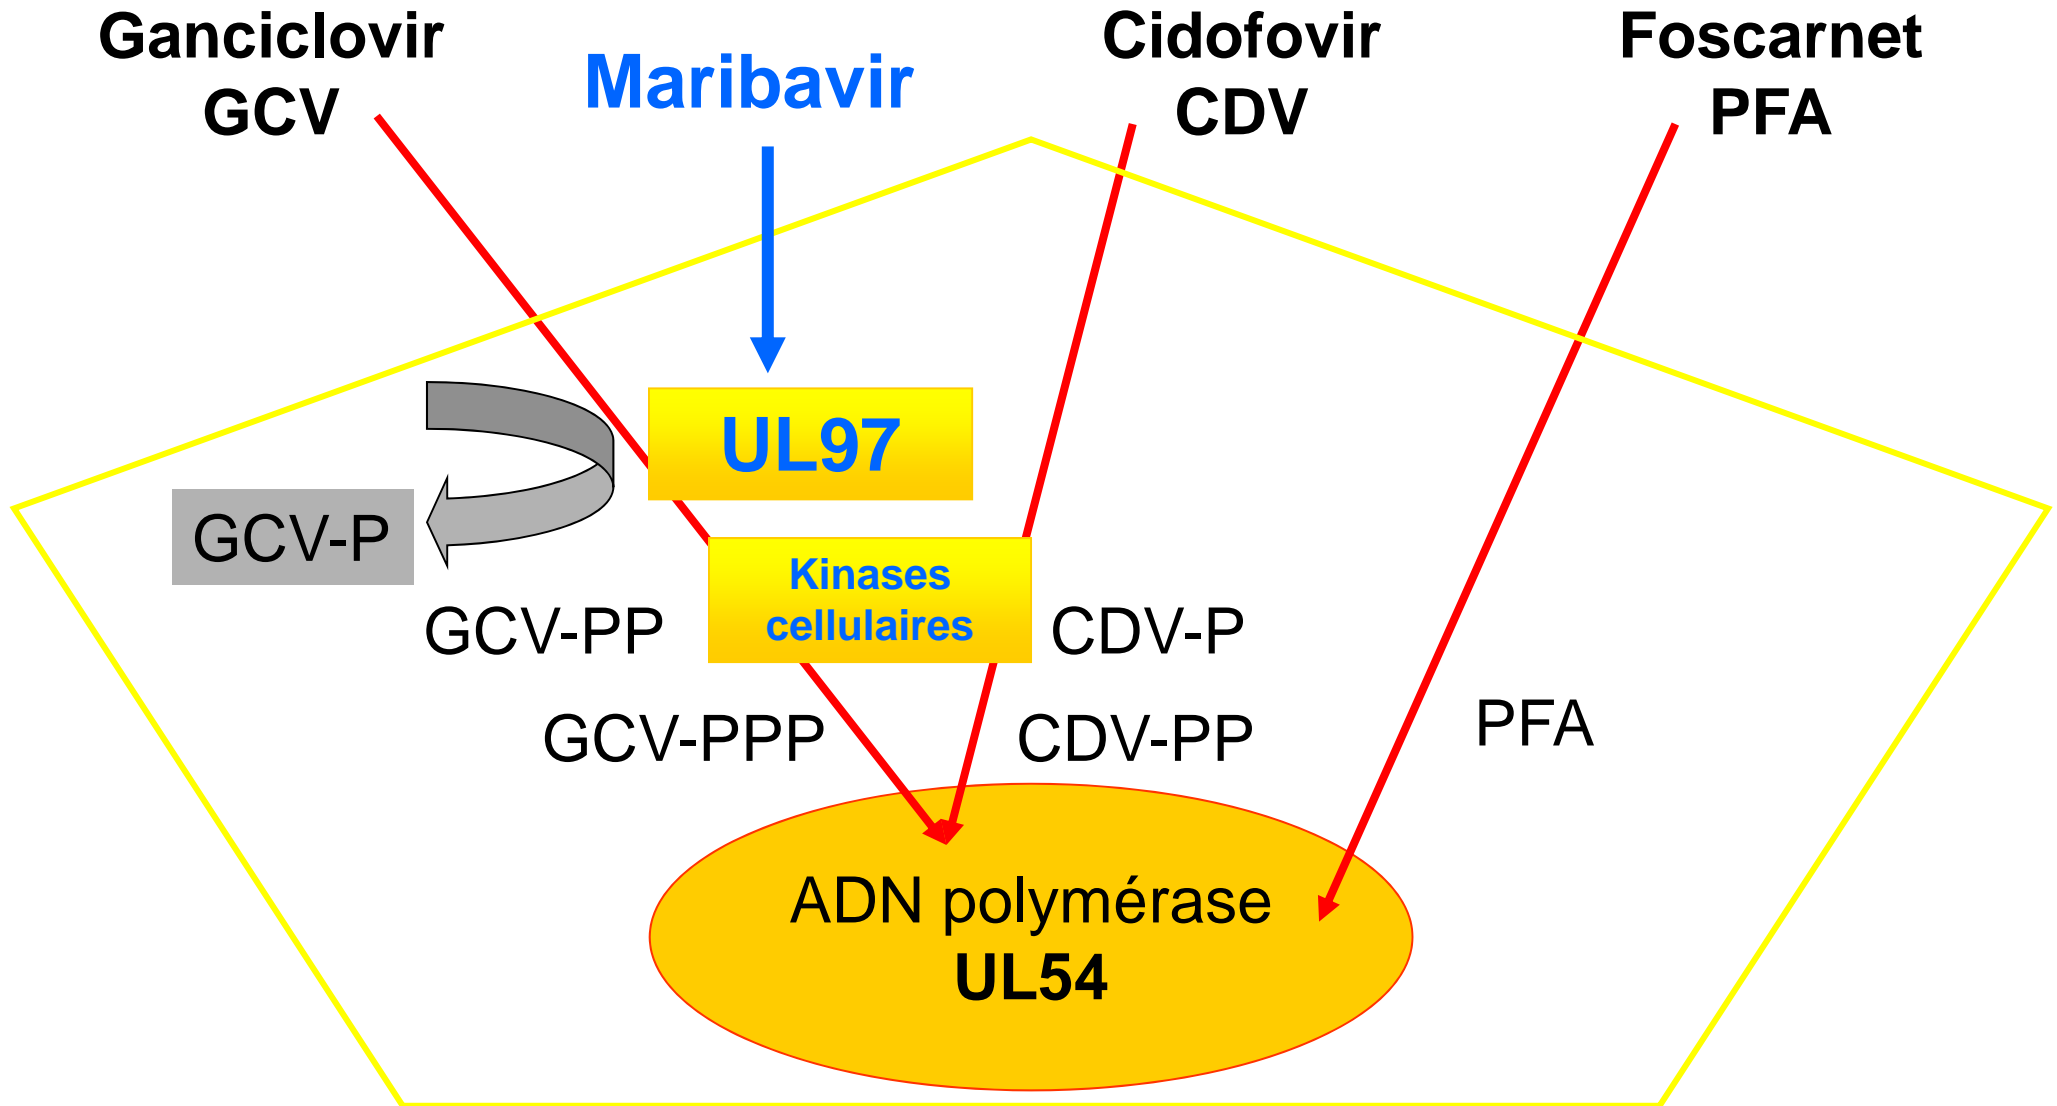 Ganciclovir
GCV
Maribavir
Cidofovir
CDV
Foscarnet
PFA
UL97
GCV-P
Kinases
cellulaires
GCV-PP
CDV-P
GCV-PPP
CDV-PP
PFA
ADN polymérase
UL54